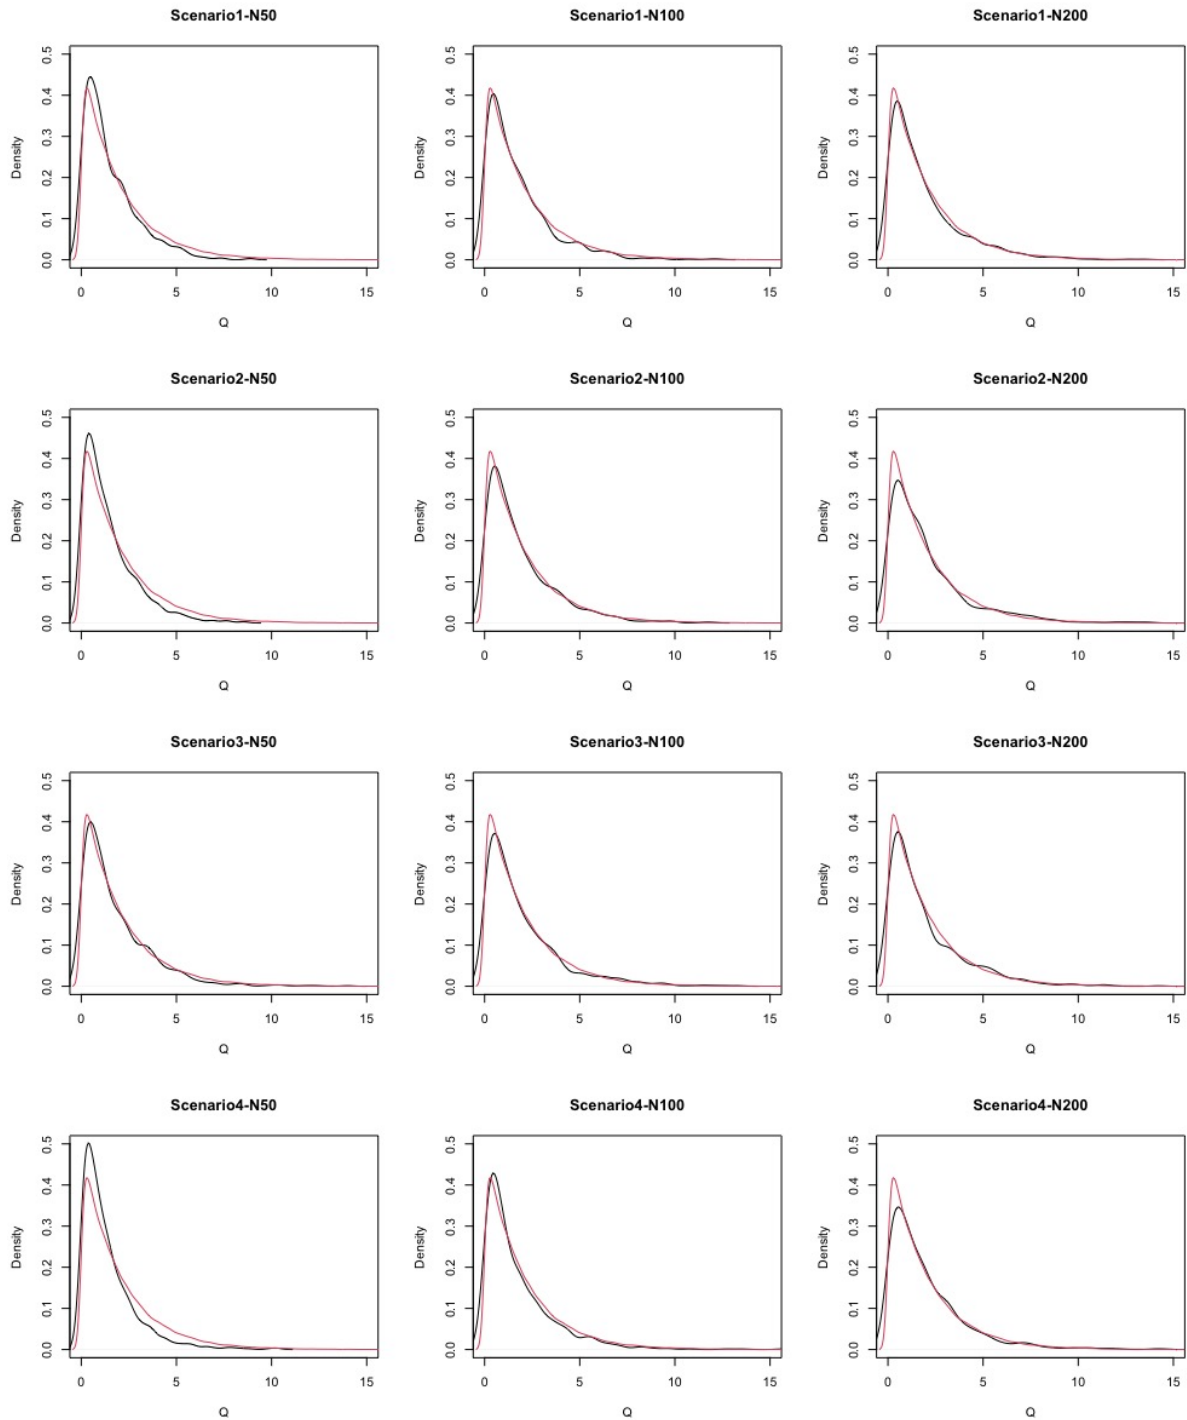 Scenario1-N50
Density
0.0 0.1 0.2 0.3 0.4 0.5
0 5 10 15
Q
Scenario1-N100
Density
0.0 0.1 0.2 0.3 0.4 0.5
0 5 10 15
Q
Scenario1-N200
Density
0.0 0.1 0.2 0.3 0.4 0.5
0 5 10 15
Q
Scenario2-N50
Density
0.0 0.1 0.2 0.3 0.4 0.5
0 5 10 15
Q
Scenario2-N100
Density
0.0 0.1 0.2 0.3 0.4 0.5
0 5 10 15
Q
Scenario2-N200
Density
0.0 0.1 0.2 0.3 0.4 0.5
0 5 10 15
Q
Scenario3-N50
Density
0.0 0.1 0.2 0.3 0.4 0.5
0 5 10 15
Q
Scenario3-N100
Density
0.0 0.1 0.2 0.3 0.4 0.5
0 5 10 15
Q
Scenario3-N200
Density
0.0 0.1 0.2 0.3 0.4 0.5
0 5 10 15
Q
Scenario4-N50
Density
0.0 0.1 0.2 0.3 0.4 0.5
0 5 10 15
Q
Scenario4-N100
Density
0.0 0.1 0.2 0.3 0.4 0.5
0 5 10 15
Q
Scenario4-N200
Density
0.0 0.1 0.2 0.3 0.4 0.5
0 5 10 15
Q